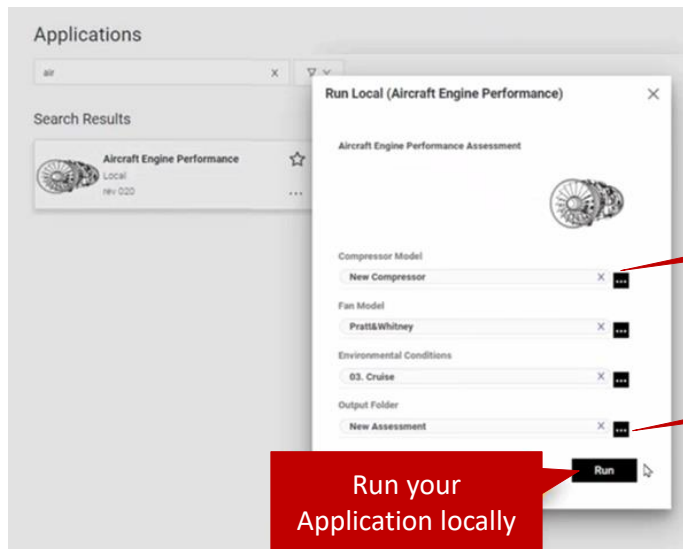 Applications
air X
Run Local (Aircraft Engine Performance)
Search Results
Aircraft Engine Performance
Local
rev 020
...
Aircraft Engine Performance Assessment
Compressor Model
New Compressor X ...
Fan Model
Pratt&Whitney X ...
Environmental Conditions
03. Cruise X ...
Output Folder
New Assessment X ...
Run
Run your
Application locally